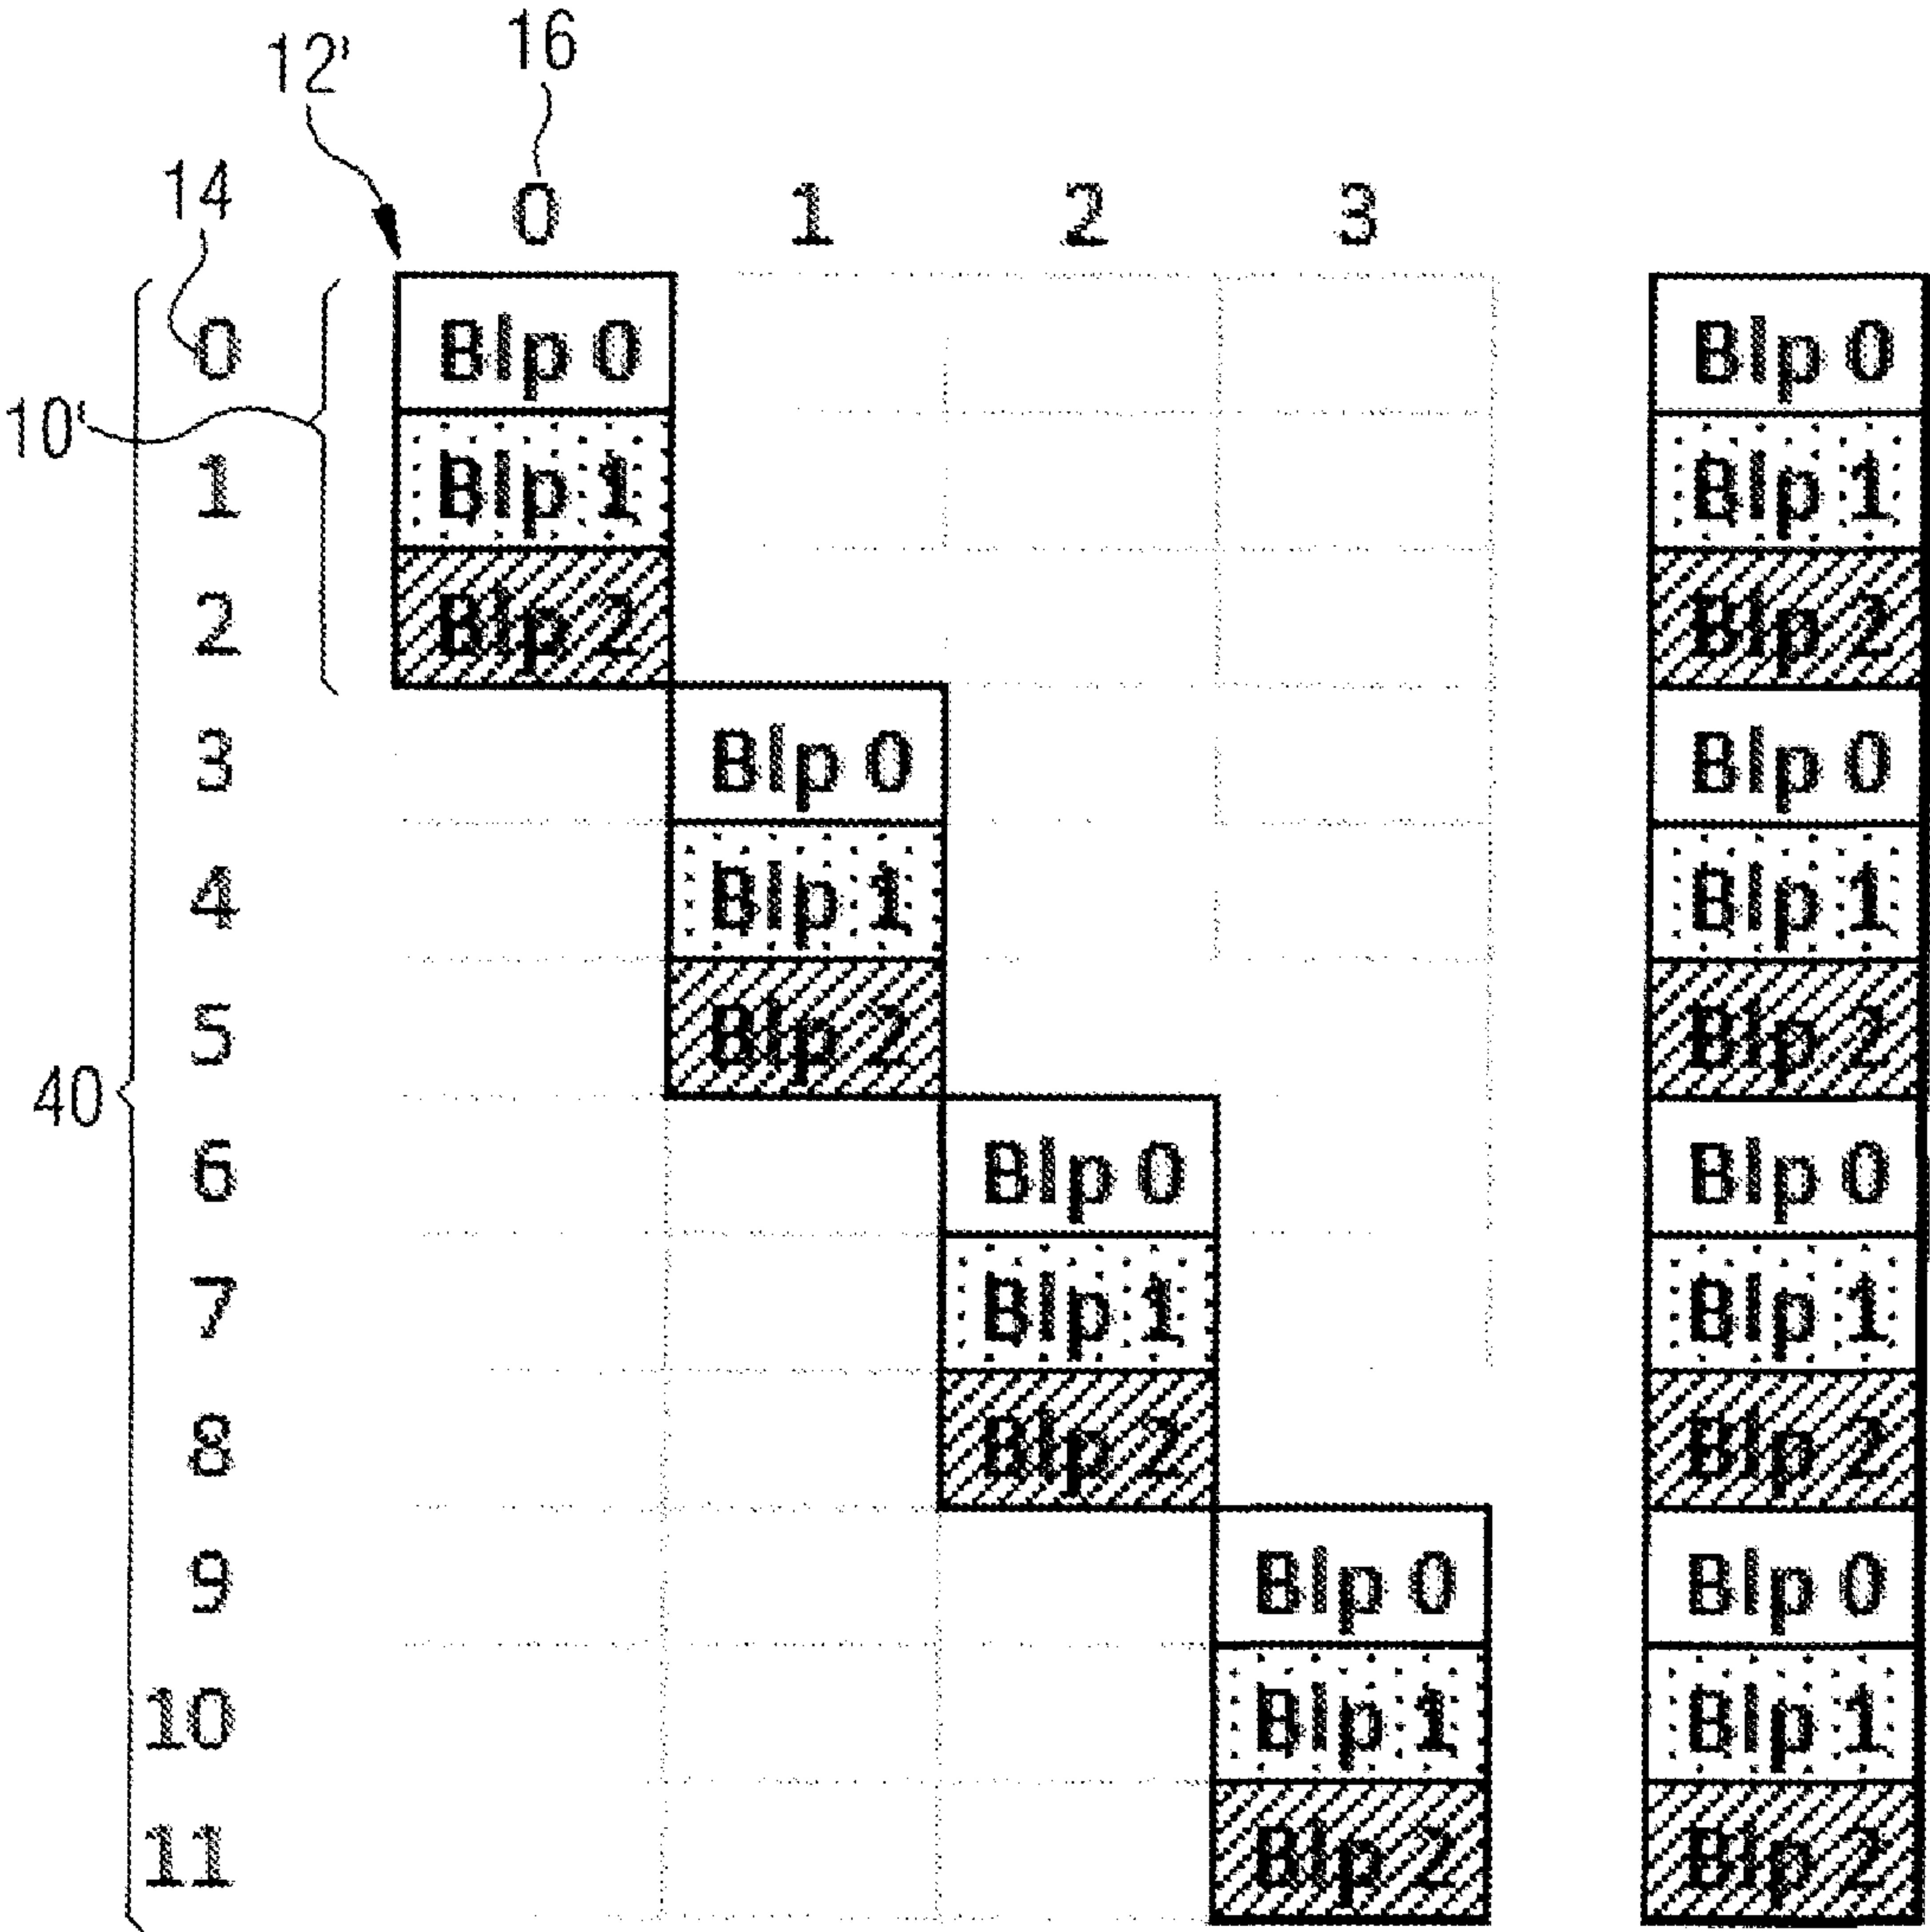 12' 16
14 0 1 2 3
0 Blp 0 Blp 0
10'
1 Blp 1 Blp 1
2 Blp 2 Blp 2
3 Blp 0 Blp 0
4 Blp 1 Blp 1
5 Blp 2 Blp 2
40
6 Blp 0 Blp 0
7 Blp 1 Blp 1
8 Blp 2 Blp 2
9 Blp 0 Blp 0
10 Blp 1 Blp 1
11 Blp 2 Blp 2